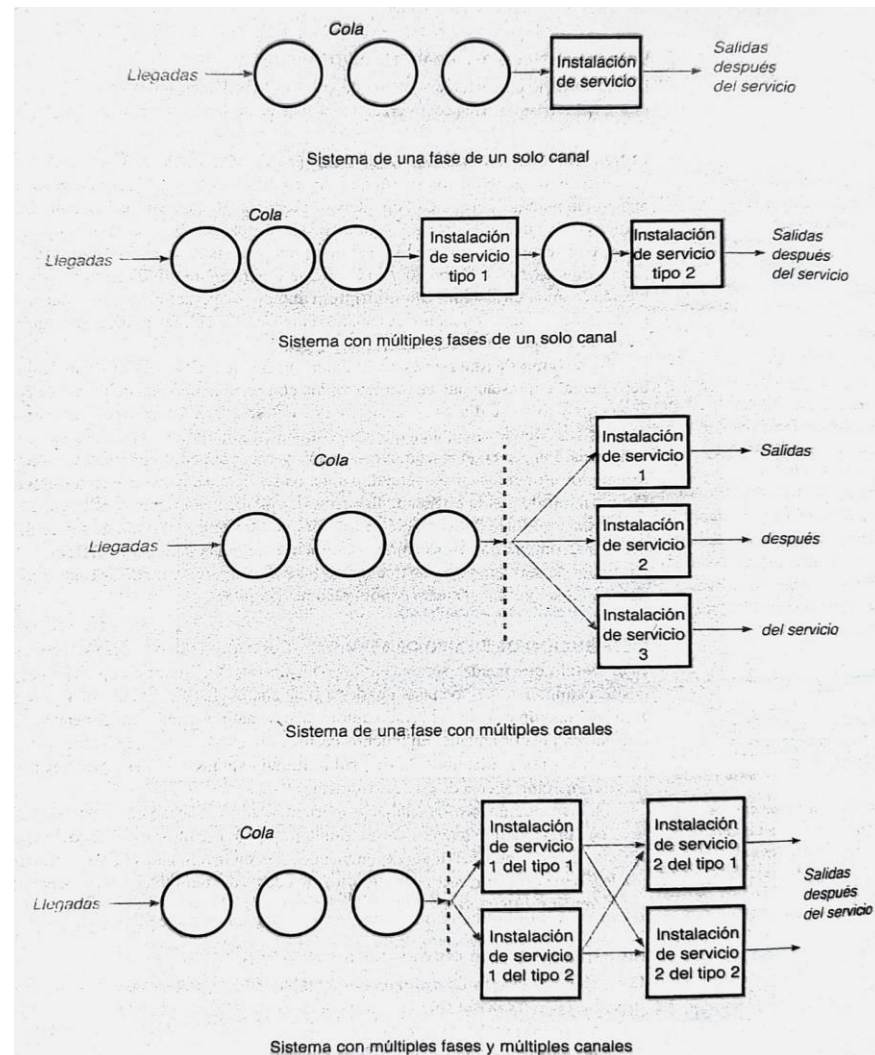 Cola
Llegadas
Instalación
de servicio
Salidas
después
del servicio
Sistema de una fase de un solo canal
Cola
Llegadas
Instalación
de servicio
tipo 1
Instalación
de servicio
tipo 2
Salidas
después
del servicio
Sistema con múltiples fases de un solo canal
Cola
Llegadas
Instalación
de servicio
1
Salidas
Instalación
de servicio
2
después
Instalación
de servicio
3
del servicio
Sistema de una fase con múltiples canales
Cola
Llegadas
Instalación
de servicio
1 del tipo 1
Instalación
de servicio
2 del tipo 1
Instalación
de servicio
1 del tipo 2
Instalación
de servicio
2 del tipo 2
Salidas
después
del servicio
Sistema con múltiples fases y múltiples canales